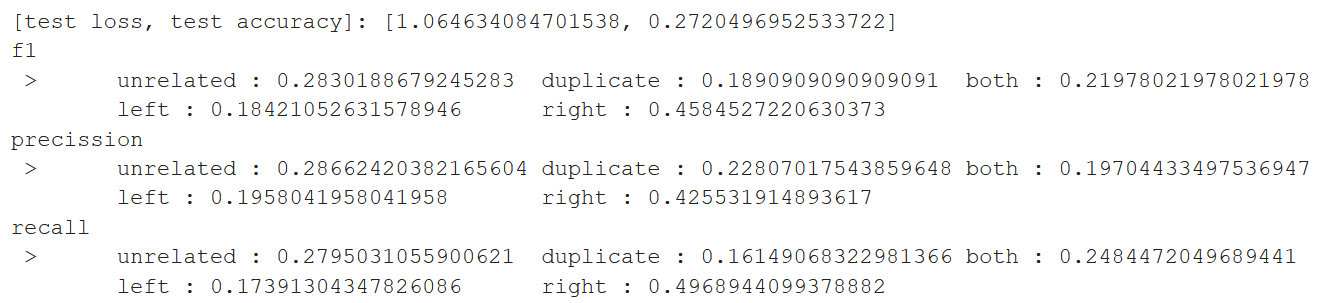 [test loss, test accuracy]: [1.064634084701538, 0.2720496952533722]
f1
> unrelated : 0.2830188679245283 duplicate : 0.1890909090909091 both : 0.21978021978021978
left : 0.18421052631578946 right : 0.4584527220630373
precission
> unrelated : 0.28662420382165604 duplicate : 0.22807017543859648 both : 0.19704433497536947
left : 0.1958041958041958 right : 0.425531914893617
recall
> unrelated : 0.2795031055900621 duplicate : 0.16149068322981366 both : 0.2484472049689441
left : 0.17391304347826086 right : 0.4968944099378882